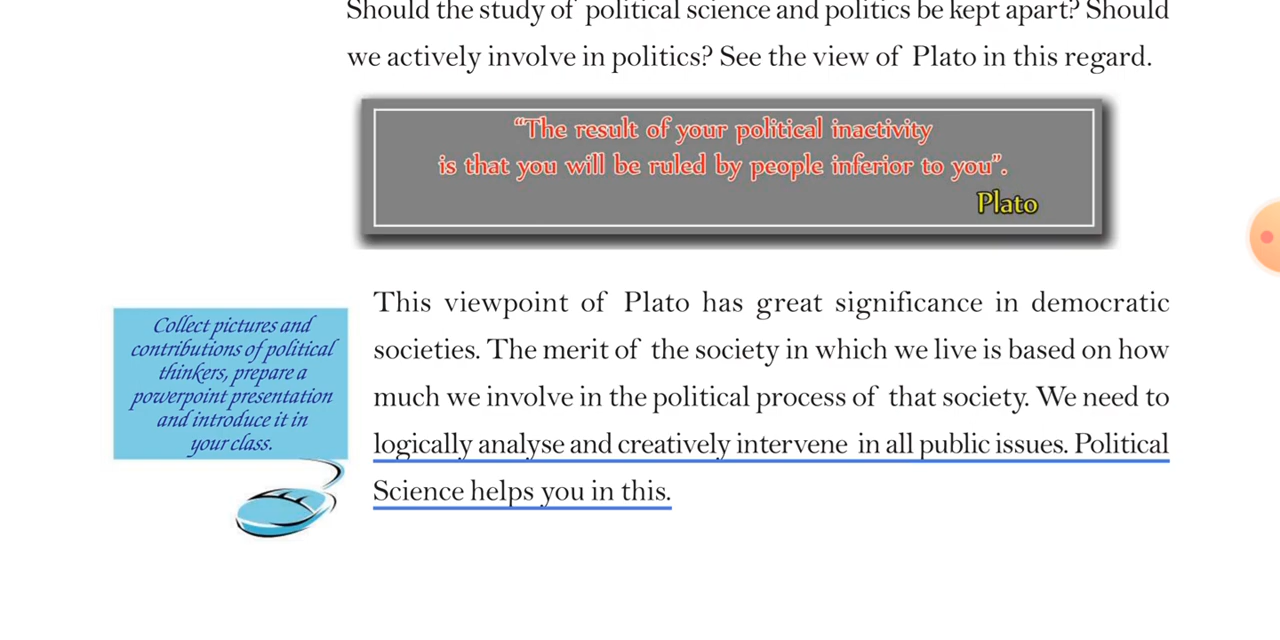 Should the study of political science and politics be kept apart? Should
we actively involve in politics? See the view of Plato in this regard.
“The result of your political inactivity
is that you will be ruled by people inferior to you”.
Plato
This viewpoint of Plato has great significance in democratic
societies. The merit of the society in which we live is based on how
much we involve in the political process of that society. We need to
logically analyse and creatively intervene in all public issues. Political
Science helps you in this.
Collect pictures and
contributions of political
thinkers, prepare a
powerpoint presentation
and introduce it in
your class.